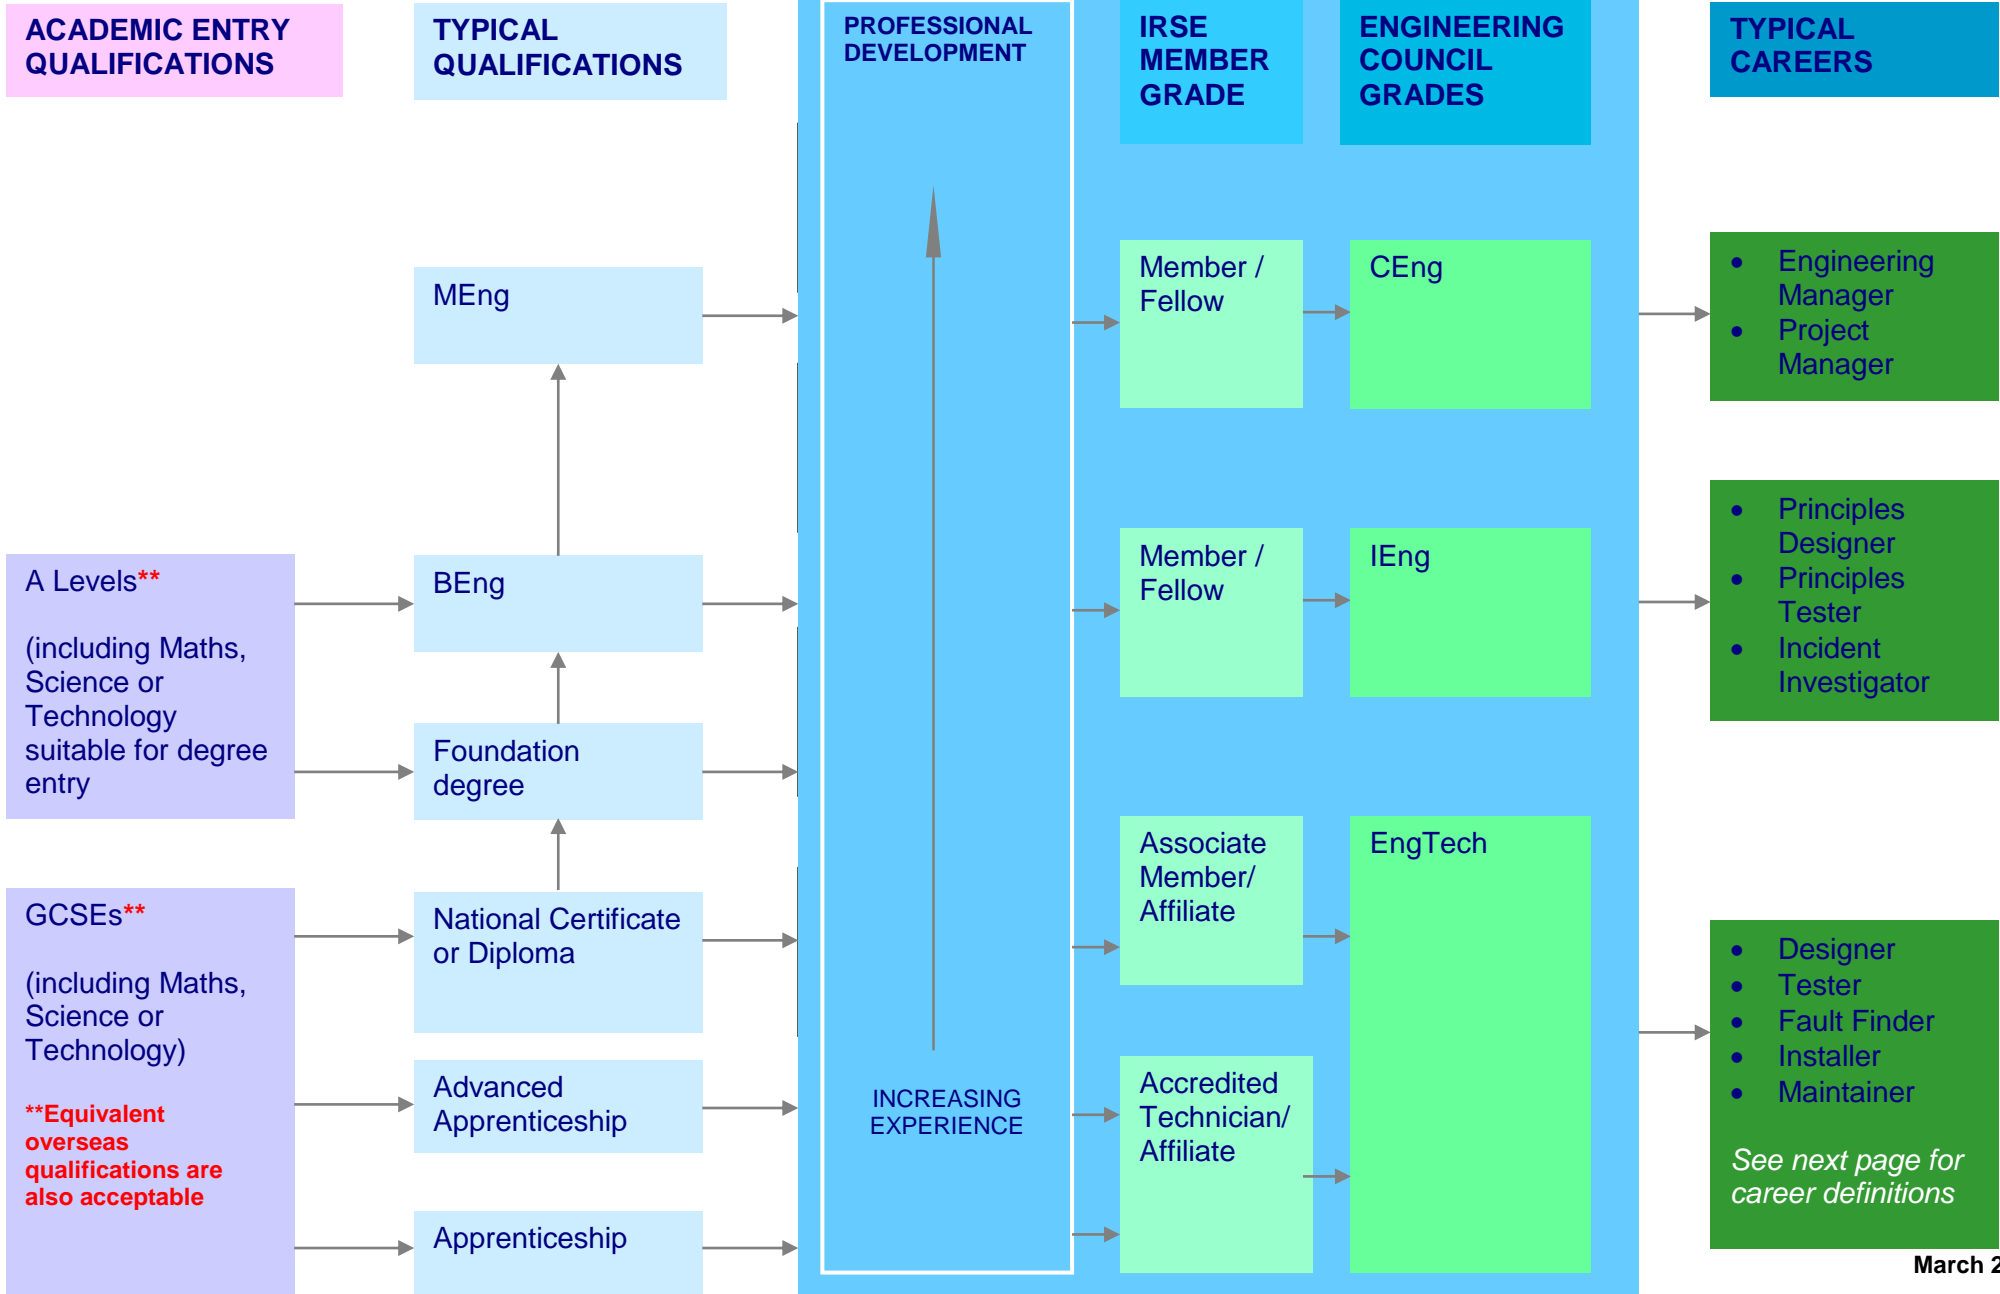 ACADEMIC ENTRY
QUALIFICATIONS
TYPICAL
QUALIFICATIONS
PROFESSIONAL
DEVELOPMENT
IRSE
MEMBER
GRADE
ENGINEERING
COUNCIL
GRADES
TYPICAL
CAREERS
MEng
Member /
Fellow
CEng
• Engineering
Manager
• Project
Manager
A Levels**
(including Maths,
Science or
Technology
suitable for degree
entry
BEng
Member /
Fellow
IEng
• Principles
Designer
• Principles
Tester
• Incident
Investigator
Foundation
degree
GCSEs**
(including Maths,
Science or
Technology)
**Equivalent
overseas
qualifications are
also acceptable
National Certificate
or Diploma
Associate
Member/
Affiliate
EngTech
• Designer
• Tester
• Fault Finder
• Installer
• Maintainer
See next page for
career definitions
Advanced
Apprenticeship
INCREASING
EXPERIENCE
Accredited
Technician/
Affiliate
Apprenticeship
March 2